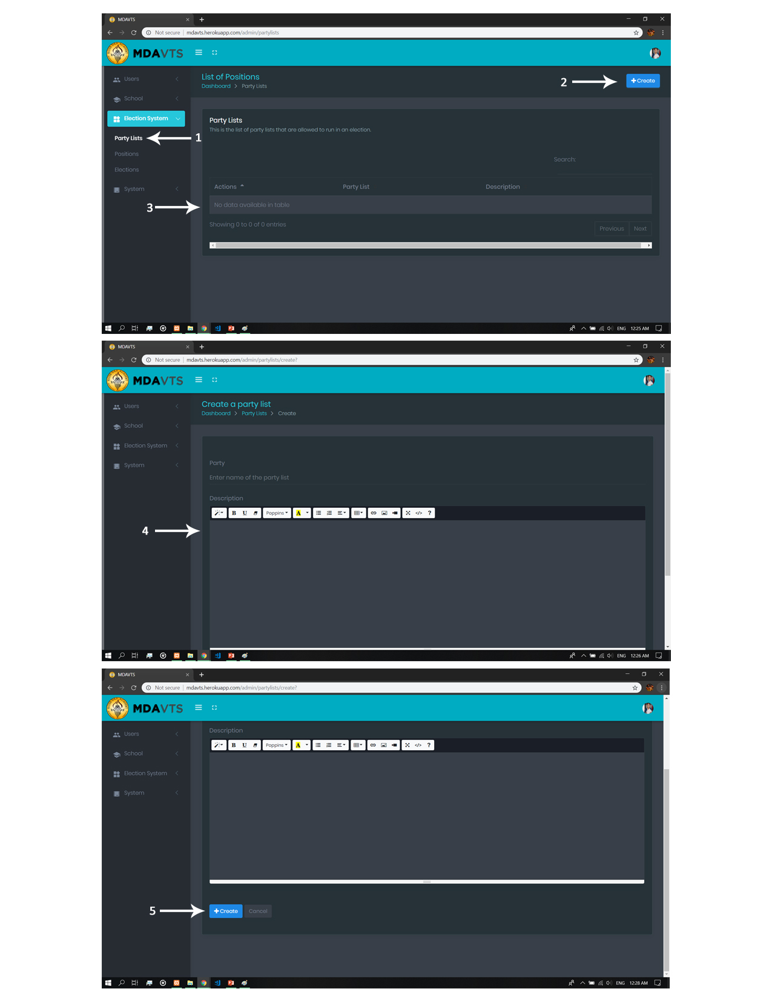 MDAVTS
Not secure | mdavts.herokuapp.com/admin/partylists
MDAVTS
Users
List of Positions
Dashboard > Party Lists
2
Create
School
Election System
Party Lists
This is the list of party lists that are allowed to run in an election.
Party Lists
1
Positions
Search:
Elections
Actions Party List Description
System
3
No data available in table
Showing 0 to 0 of 0 entries
Previous Next
ENG 12:25 AM
MDAVTS
Not secure | mdavts.herokuapp.com/admin/partylists/create?
MDAVTS
Users
Create a party list
Dashboard > Party Lists > Create
School
Election System
System
Party
Enter name of the party list
Description
B U Poppins A </> ?
4
ENG 12:26 AM
MDAVTS
Not secure | mdavts.herokuapp.com/admin/partylists/create?
MDAVTS
Users
Description
B U Poppins A </> ?
School
Election System
System
5
Create Cancel
ENG 12:28 AM